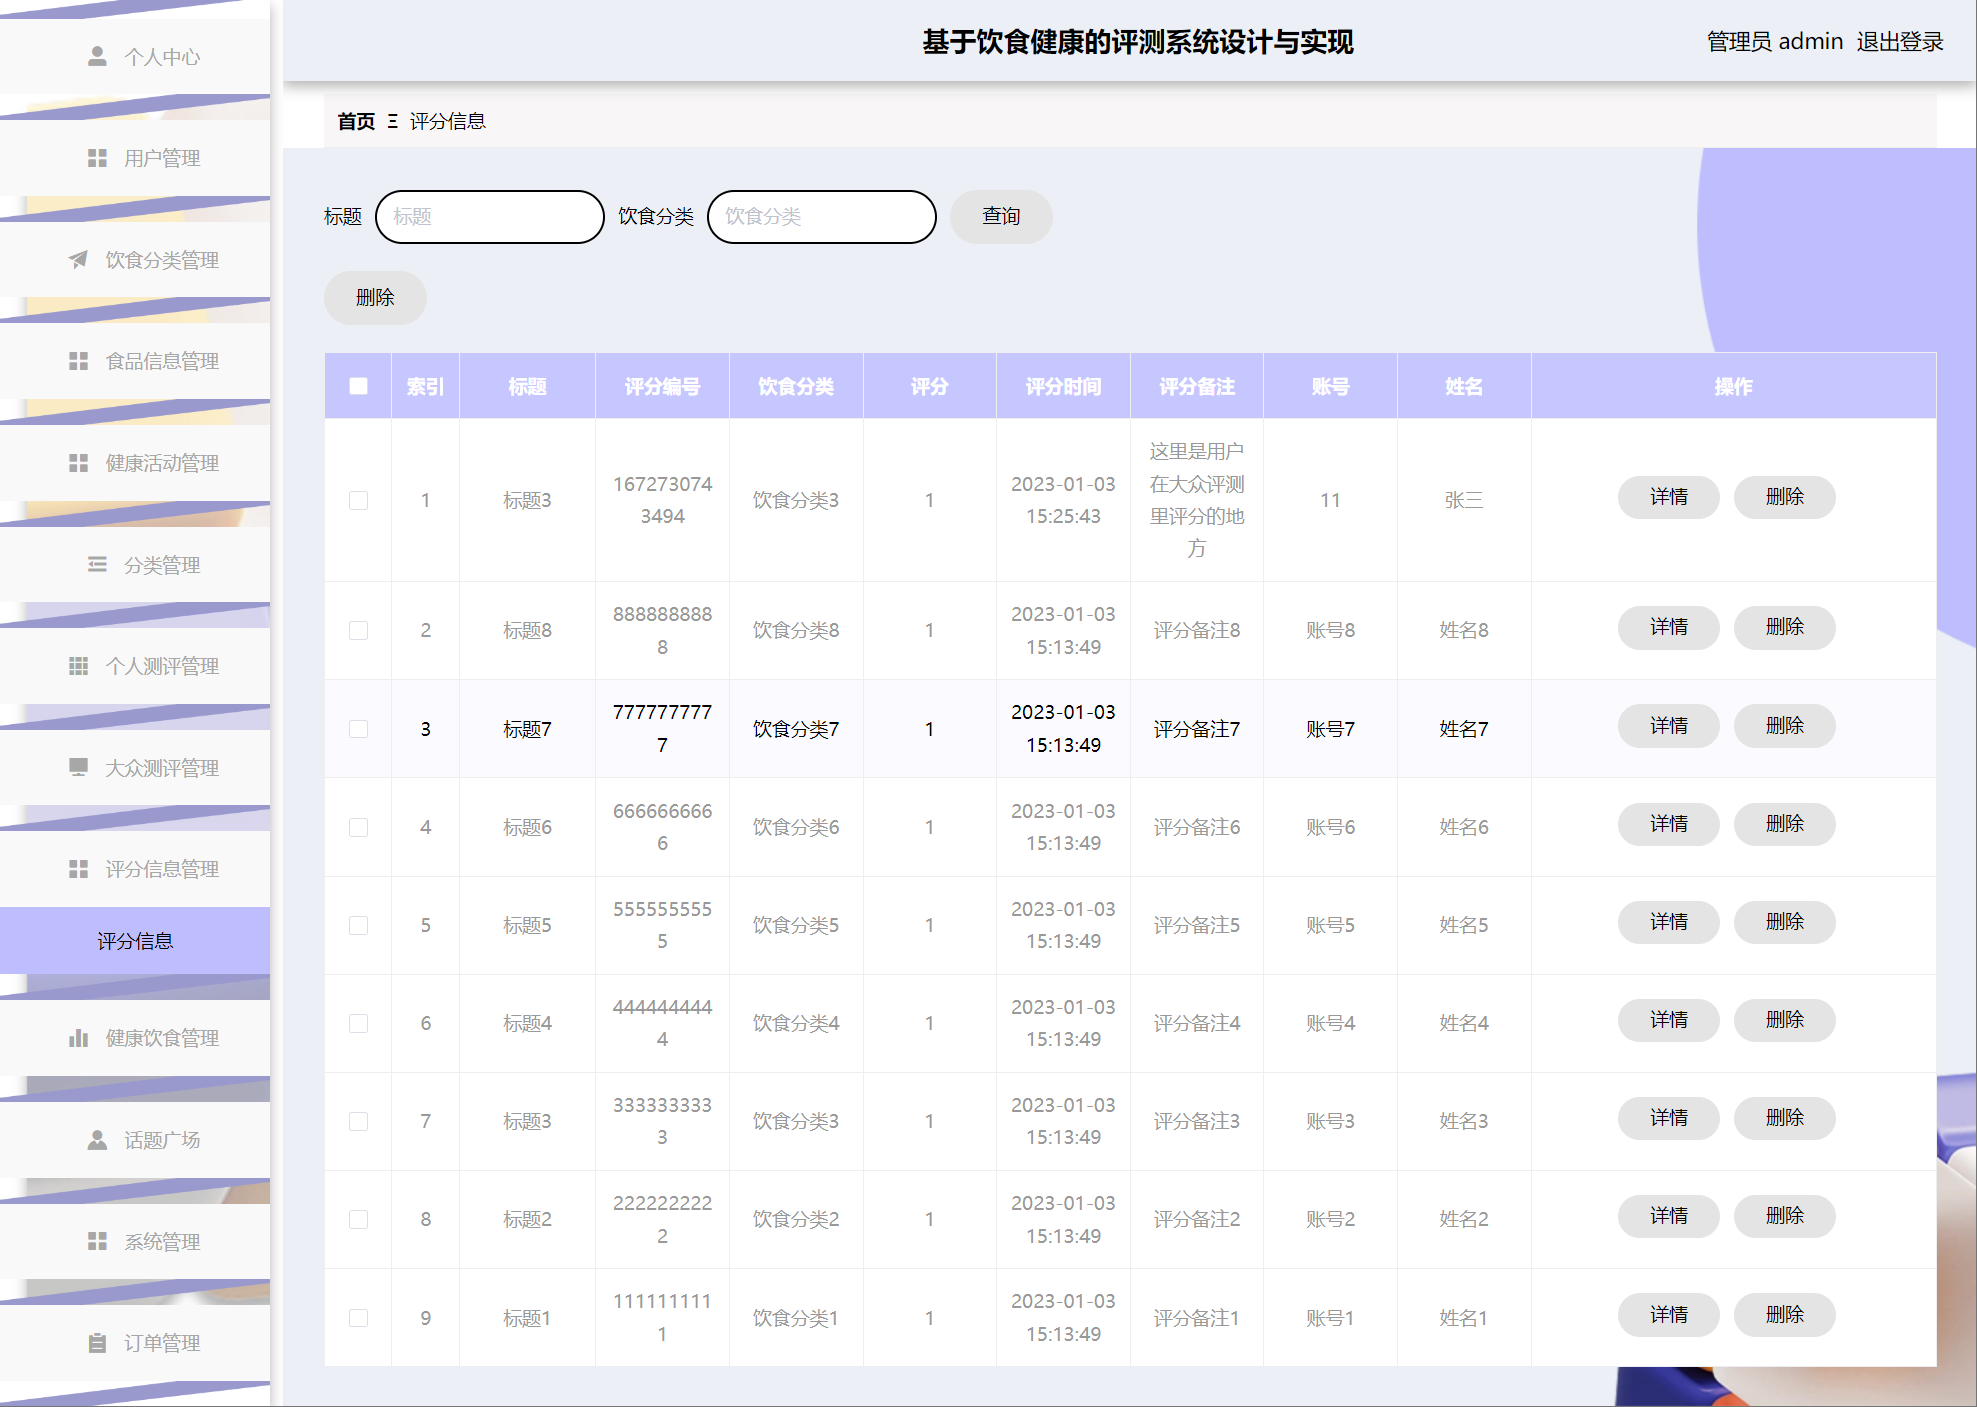 基于饮食健康的评测系统设计与实现
管理员 admin 退出登录
个人中心
用户管理
饮食分类管理
食品信息管理
健康活动管理
分类管理
个人测评管理
大众测评管理
评分信息管理
评分信息
健康饮食管理
话题广场
系统管理
订单管理
首页 Ξ 评分信息
标题 标题 饮食分类 饮食分类 查询
删除
索引 标题 评分编号 饮食分类 评分 评分时间 评分备注 账号 姓名 操作
1 标题3 1672730743494 饮食分类3 1 2023-01-03 15:25:43 这里是用户在大众评测里评分的地方 11 张三 详情 删除
2 标题8 8888888888 饮食分类8 1 2023-01-03 15:13:49 评分备注8 账号8 姓名8 详情 删除
3 标题7 7777777777 饮食分类7 1 2023-01-03 15:13:49 评分备注7 账号7 姓名7 详情 删除
4 标题6 6666666666 饮食分类6 1 2023-01-03 15:13:49 评分备注6 账号6 姓名6 详情 删除
5 标题5 5555555555 饮食分类5 1 2023-01-03 15:13:49 评分备注5 账号5 姓名5 详情 删除
6 标题4 4444444444 饮食分类4 1 2023-01-03 15:13:49 评分备注4 账号4 姓名4 详情 删除
7 标题3 3333333333 饮食分类3 1 2023-01-03 15:13:49 评分备注3 账号3 姓名3 详情 删除
8 标题2 2222222222 饮食分类2 1 2023-01-03 15:13:49 评分备注2 账号2 姓名2 详情 删除
9 标题1 1111111111 饮食分类1 1 2023-01-03 15:13:49 评分备注1 账号1 姓名1 详情 删除